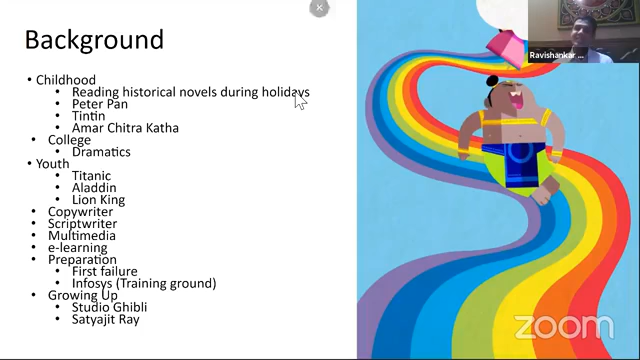 Background
• Childhood
• Reading historical novels during holidays
• Peter Pan
• Tintin
• Amar Chitra Katha
• College
• Dramatics
• Youth
• Titanic
• Aladdin
• Lion King
• Copywriter
• Scriptwriter
• Multimedia
• e-learning
• Preparation
• First failure
• Infosys (Training ground)
• Growing Up
• Studio Ghibli
• Satyajit Ray
Ravishankar ...
zoom